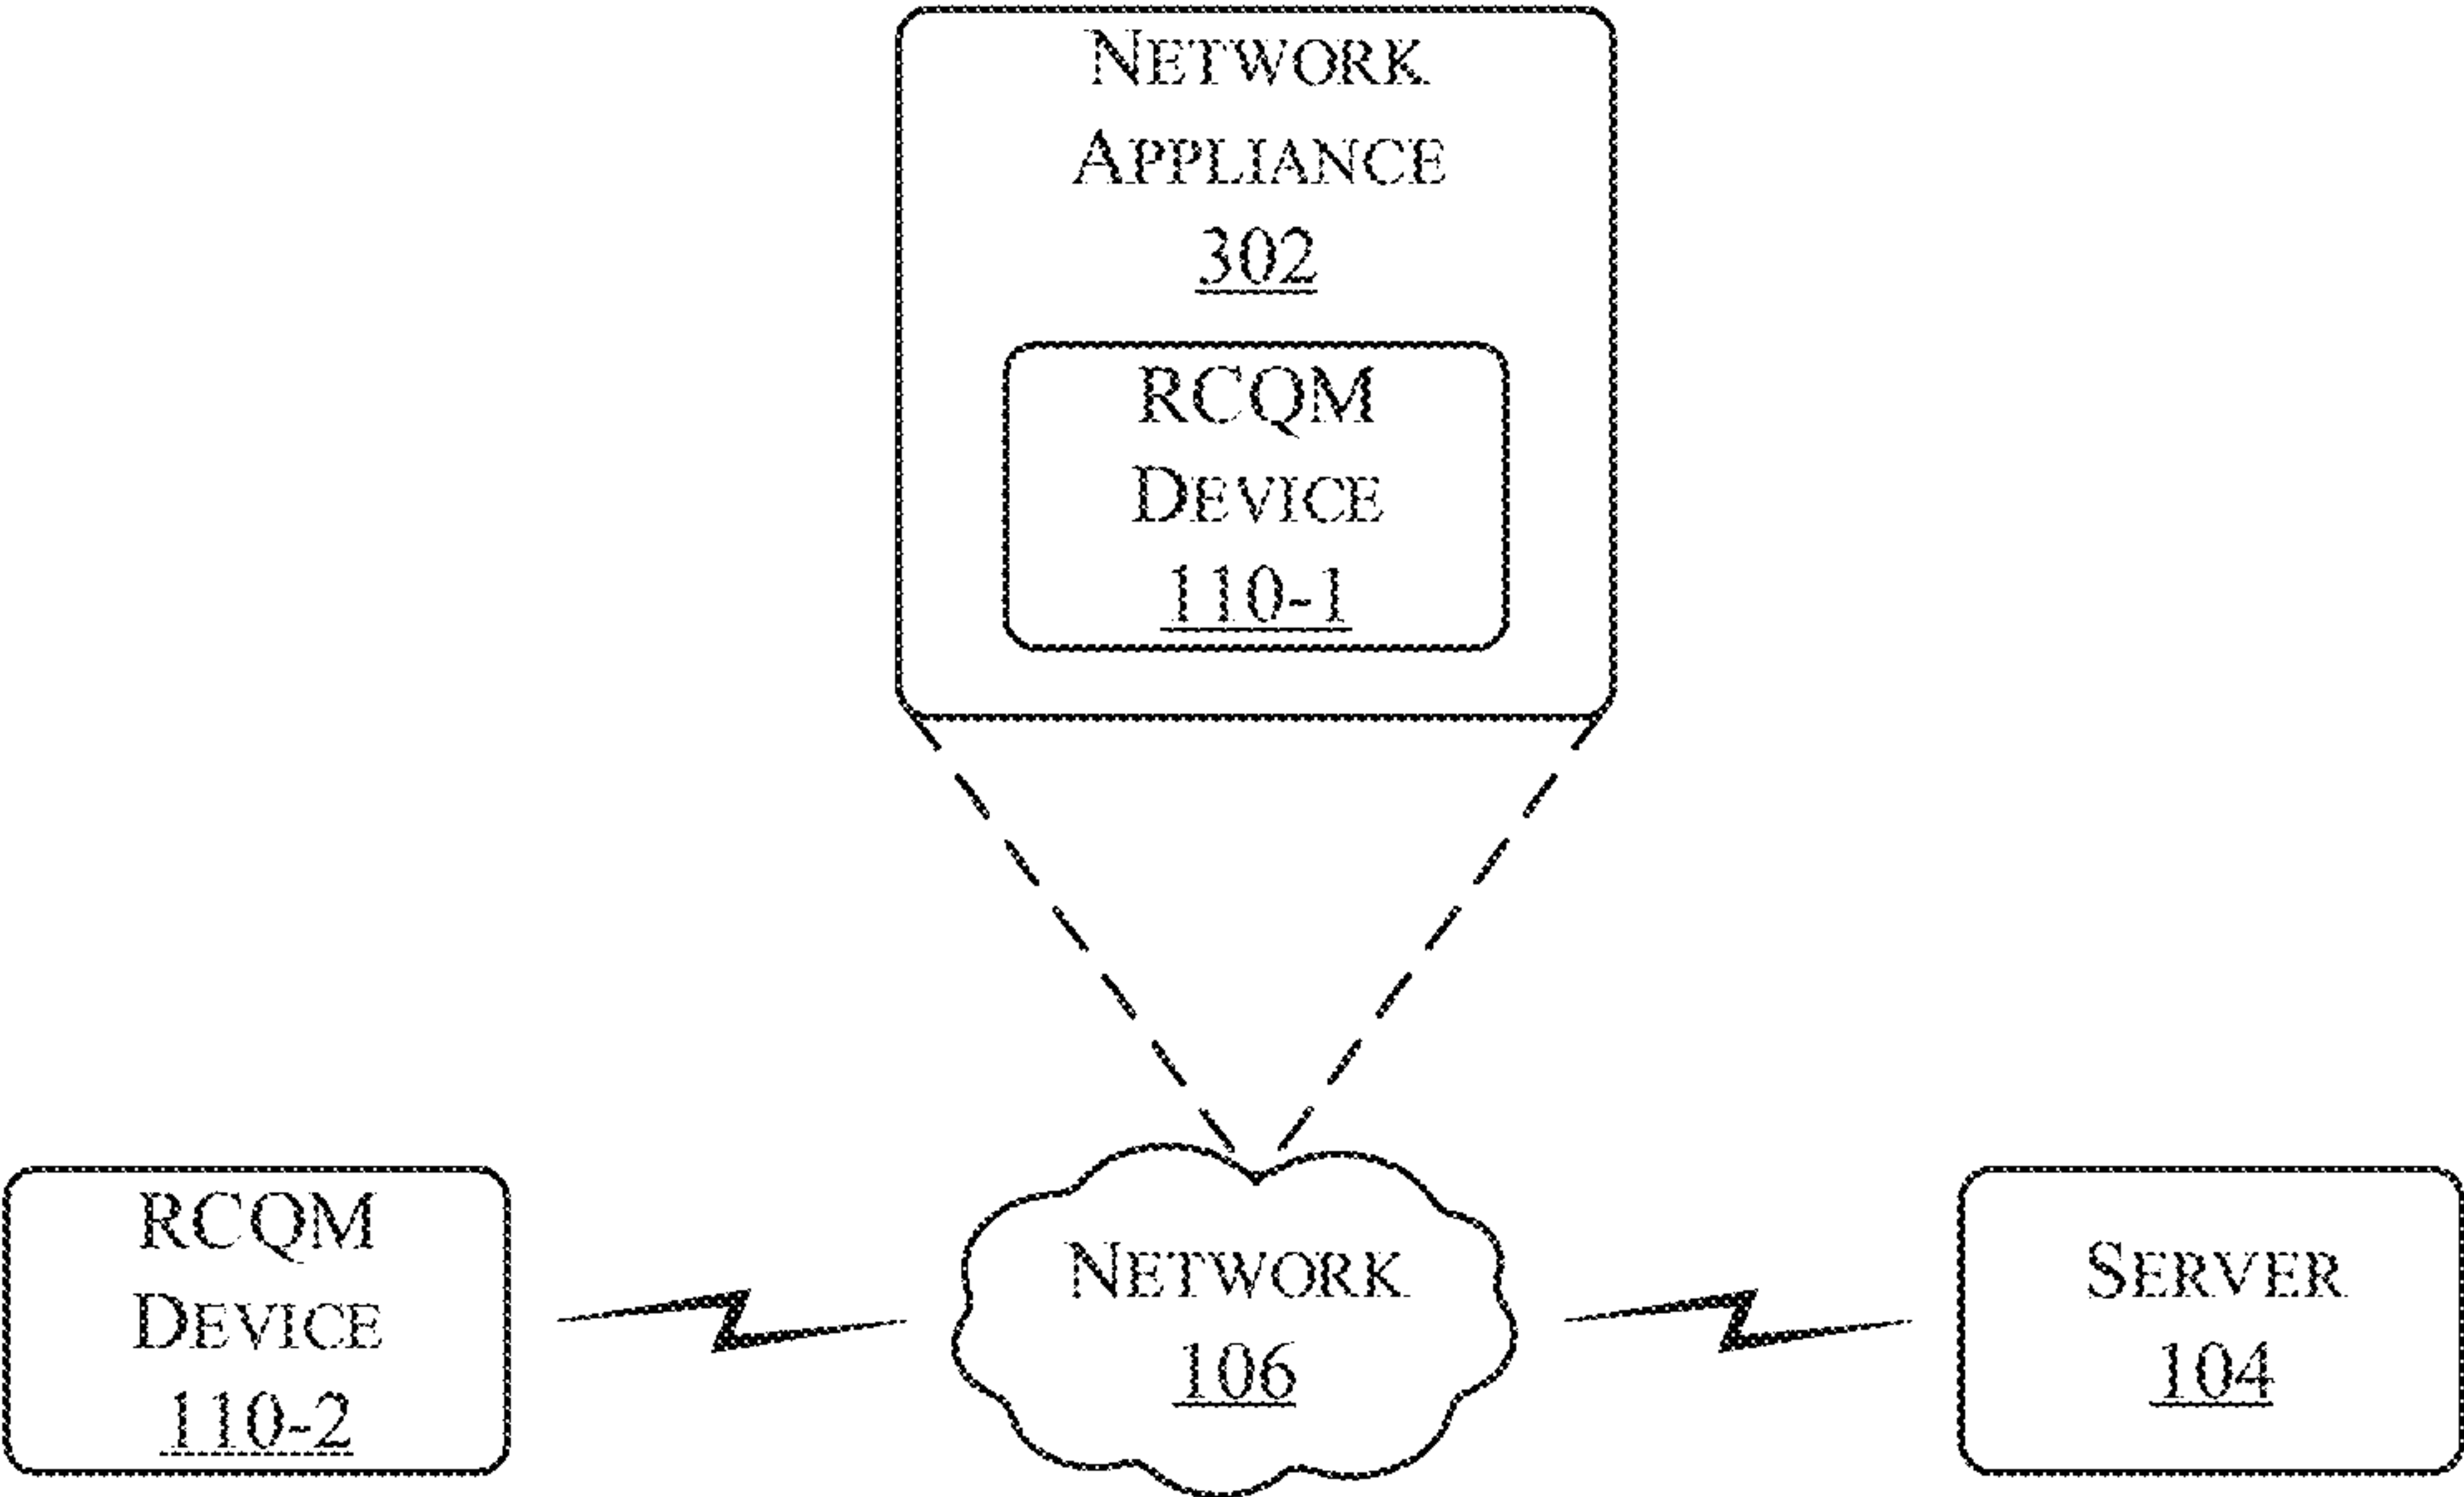 NETWORK
APPLIANCE
302
RCQM
DEVICE
110-1
RCQM
DEVICE
110-2
NETWORK
106
SERVER
104